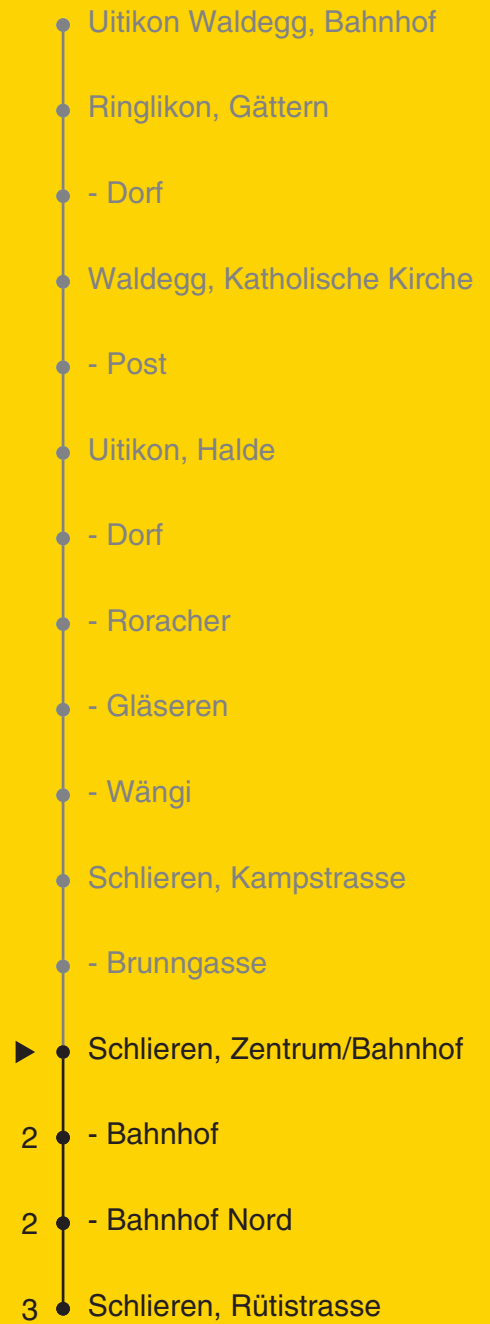 Uitikon Waldegg, Bahnhof
Ringlikon, Gättern
- Dorf
Waldegg, Katholische Kirche
- Post
Uitikon, Halde
- Dorf
- Roracher
- Gläseren
- Wängi
Schlieren, Kampstrasse
- Brunngasse
Schlieren, Zentrum/Bahnhof
2 - Bahnhof
2 - Bahnhof Nord
3 Schlieren, Rütistrasse